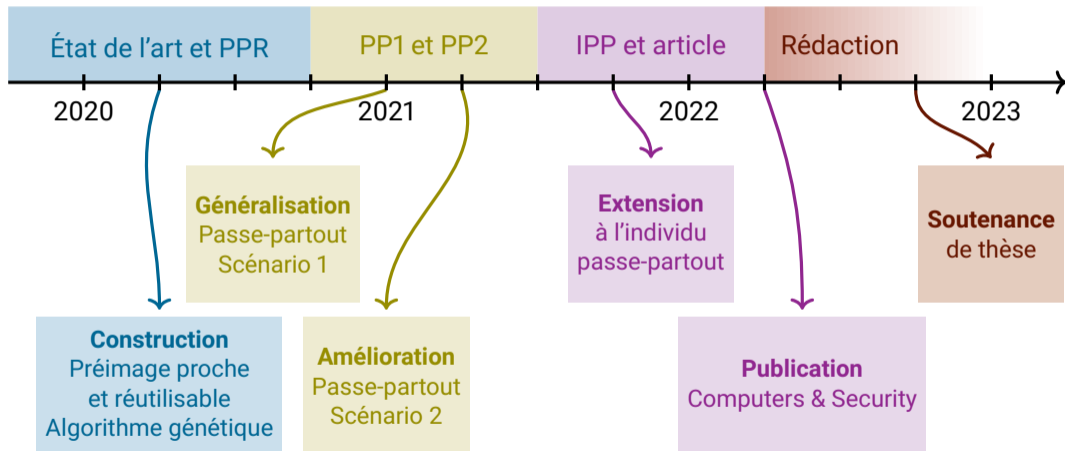 État de l'art et PPR
PP1 et PP2
IPP et article
Rédaction
2020
2021
2022
2023
Généralisation
Passe-partout
Scénario 1
Extension
à l'individu
passe-partout
Soutenance
de thèse
Construction
Préimage proche
et réutilisable
Algorithme génétique
Amélioration
Passe-partout
Scénario 2
Publication
Computers & Security